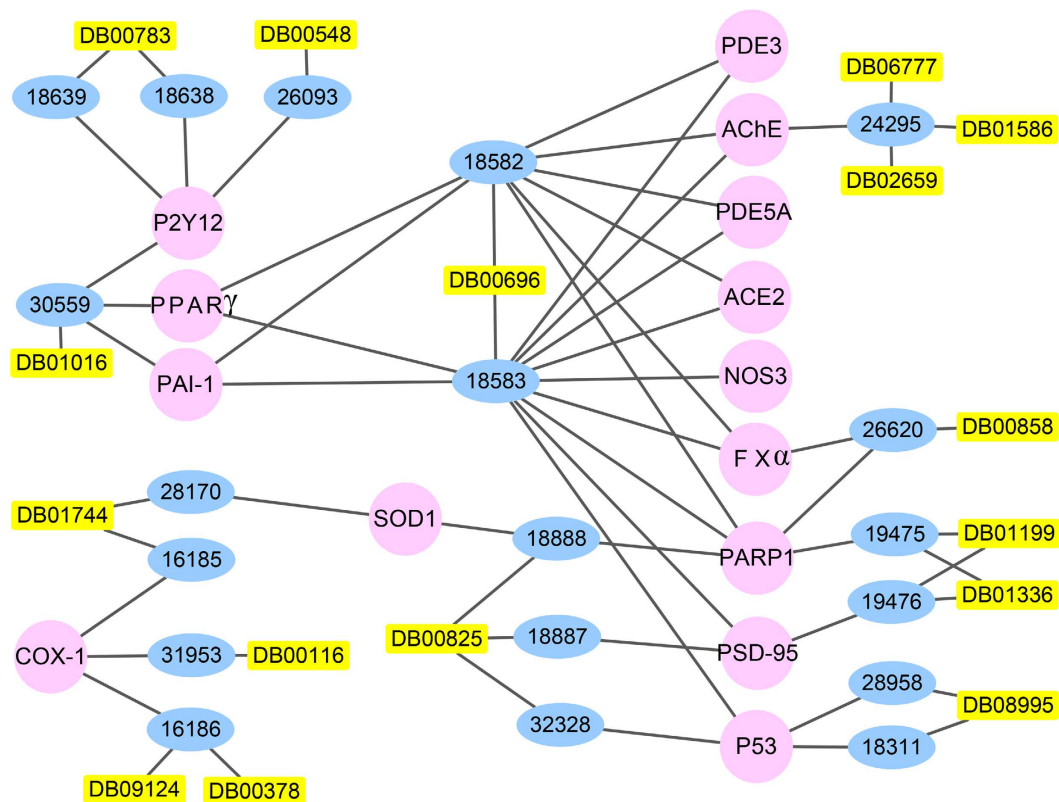 DB00783
DB00548
PDE3
18639
18638
26093
DB06777
AChE
24295
DB01586
18582
DB02659
P2Y12
PDE5A
DB00696
30559
PPARγ
ACE2
DB01016
PAI-1
18583
NOS3
26620
DB00858
FXα
28170
DB01744
SOD1
18888
19475
DB01199
16185
PARP1
19476
DB01336
COX-1
31953
DB00116
DB00825
18887
PSD-95
28958
DB08995
16186
32328
P53
18311
DB09124
DB00378